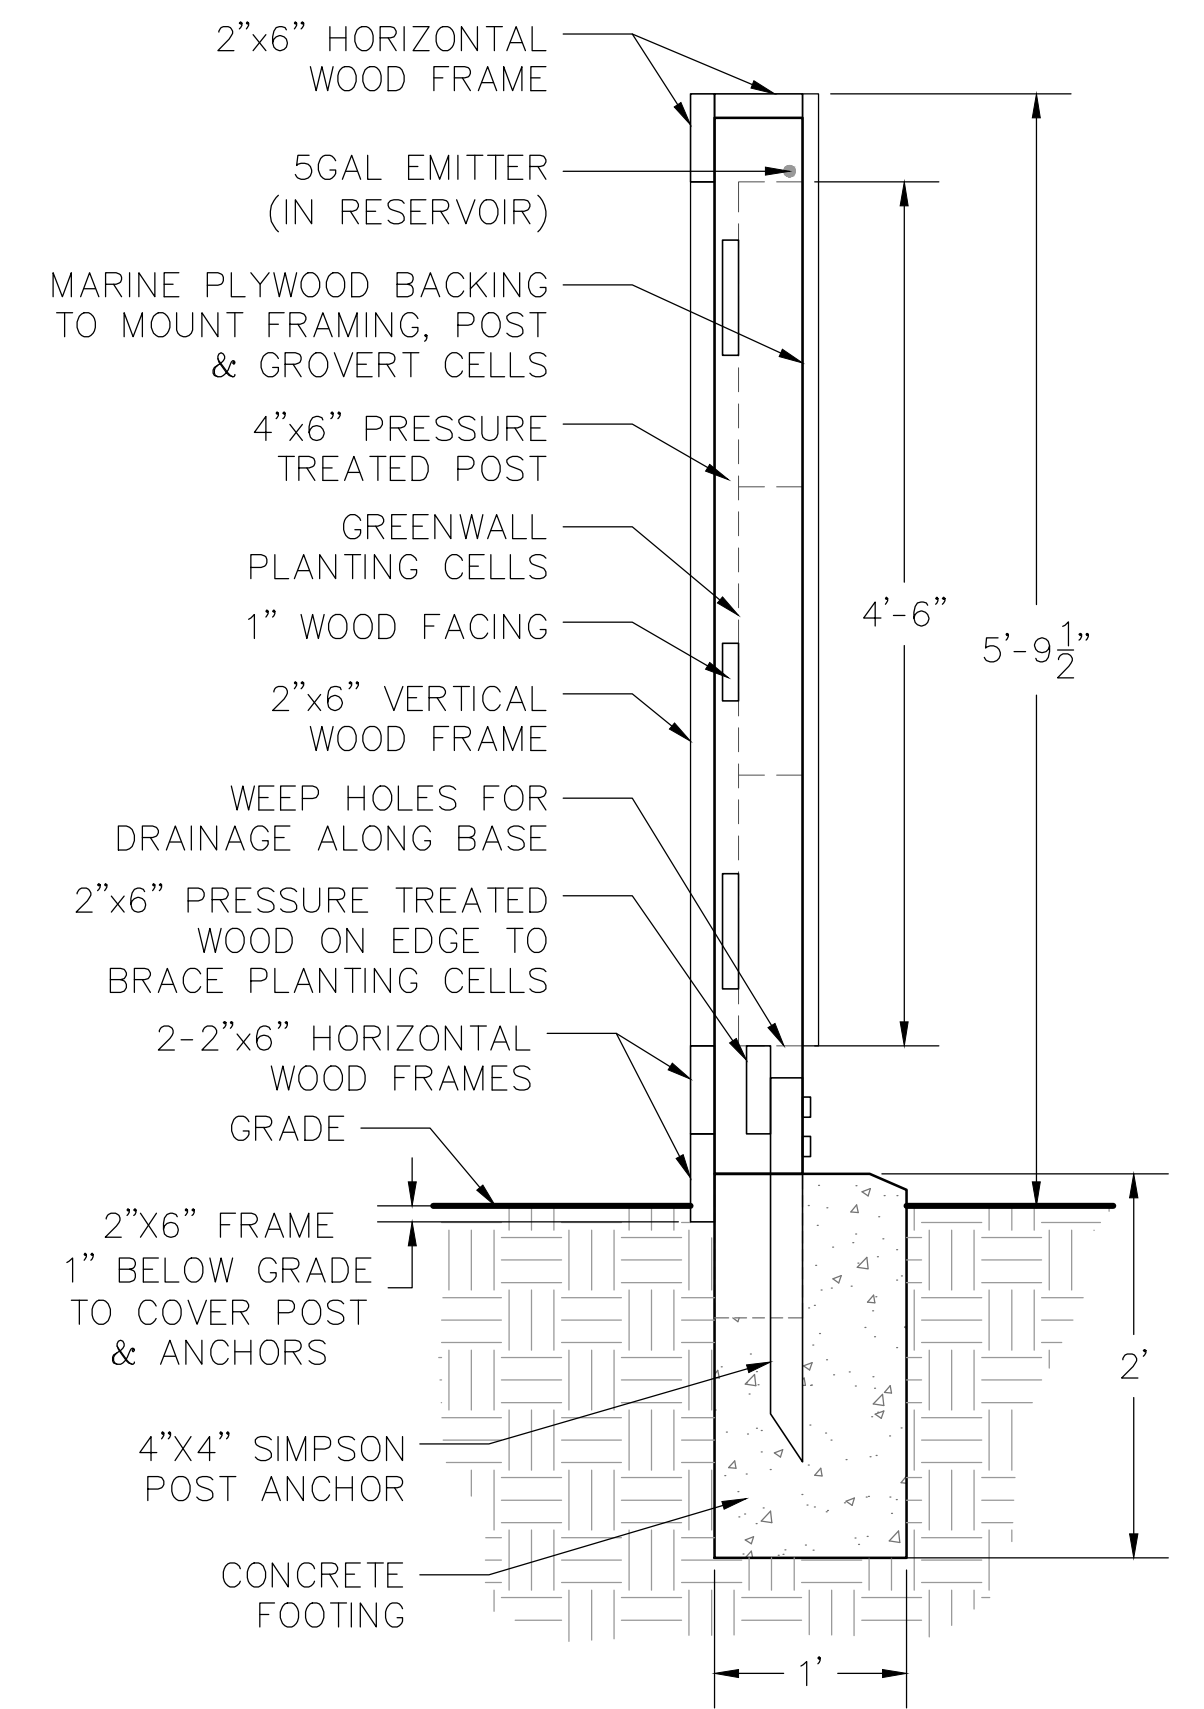 2”x6” HORIZONTAL
WOOD FRAME
5GAL EMITTER
(IN RESERVOIR)
MARINE PLYWOOD BACKING
TO MOUNT FRAMING, POST
& GROVERT CELLS
4”x6” PRESSURE
TREATED POST
GREENWALL
PLANTING CELLS
1” WOOD FACING
2”x6” VERTICAL
WOOD FRAME
WEEP HOLES FOR
DRAINAGE ALONG BASE
2”x6” PRESSURE TREATED
WOOD ON EDGE TO
BRACE PLANTING CELLS
2-2”x6” HORIZONTAL
WOOD FRAMES
GRADE
2”X6” FRAME
1” BELOW GRADE
TO COVER POST
& ANCHORS
4”X4” SIMPSON
POST ANCHOR
CONCRETE
FOOTING
4’-6”
5’-9 1/2”
2’
1’